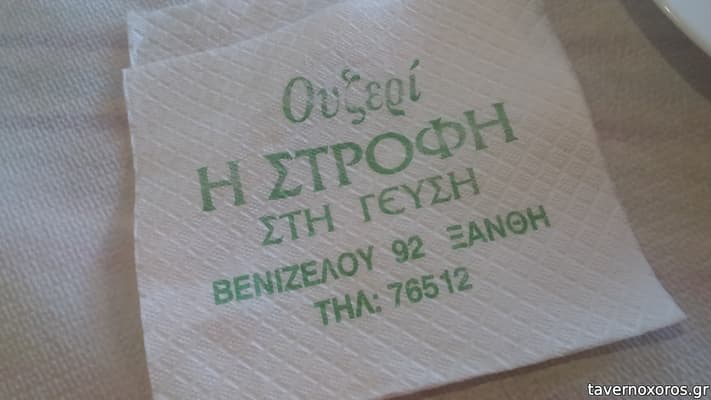 Ουζερί
Η ΣΤΡΟΦΗ
ΣΤΗ ΓΕΥΣΗ
ΒΕΝΙΖΕΛΟΥ 92 ΞΑΝΘΗ
ΤΗΛ: 76512
tavernoxoros.gr